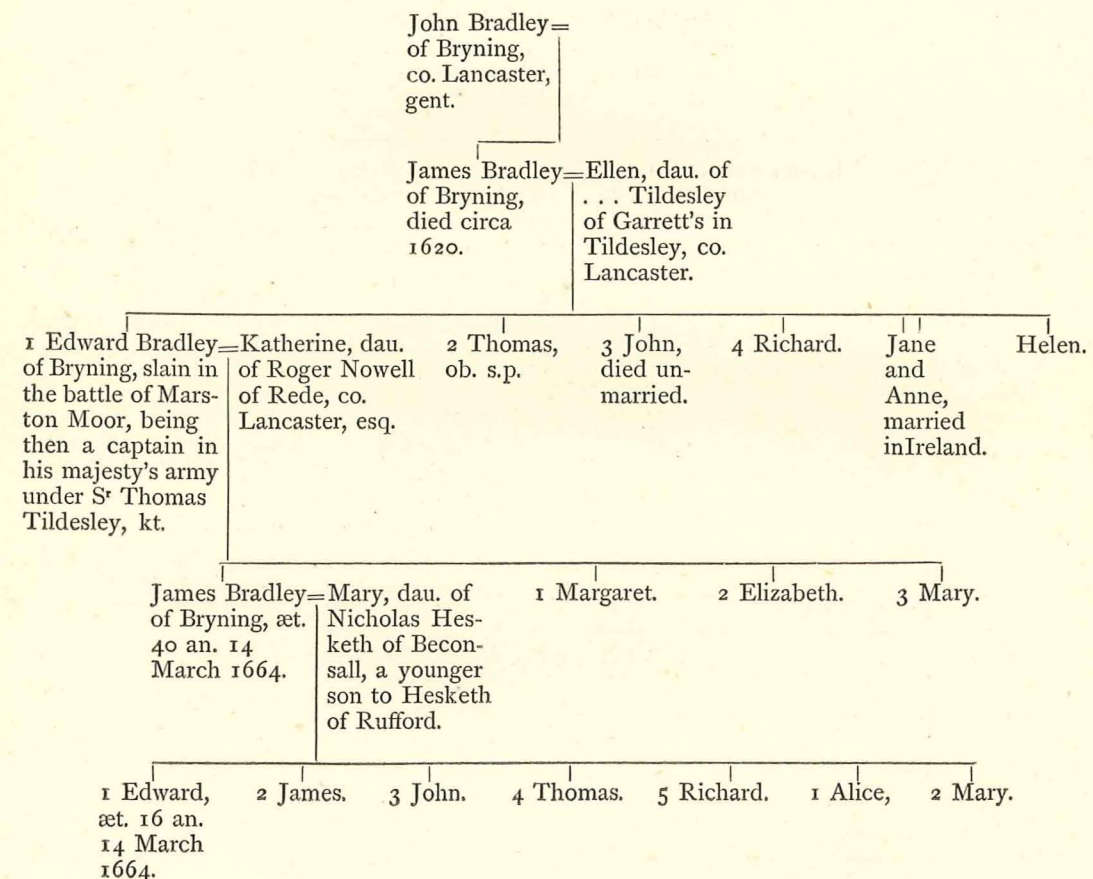 John Bradley=
of Bryning,
co. Lancaster,
gent.
James Bradley=Ellen, dau. of
of Bryning,
died circa
1620.
. . . Tildesley
of Garrett's in
Tildesley, co.
Lancaster.
1 Edward Bradley=Katherine, dau.
of Bryning, slain in
the battle of Mars-
ton Moor, being
then a captain in
his majesty's army
under Sʳ Thomas
Tildesley, kt.
of Roger Nowell
of Rede, co.
Lancaster, esq.
2 Thomas,
ob. s.p.
3 John,
died un-
married.
4 Richard.
Jane
and
Anne,
married
inIreland.
Helen.
James Bradley=Mary, dau. of
of Bryning, æt.
40 an. 14
March 1664.
Nicholas Hes-
keth of Becon-
sall, a younger
son to Hesketh
of Rufford.
1 Margaret.
2 Elizabeth.
3 Mary.
1 Edward,
æt. 16 an.
14 March
1664.
2 James.
3 John.
4 Thomas.
5 Richard.
1 Alice,
2 Mary.